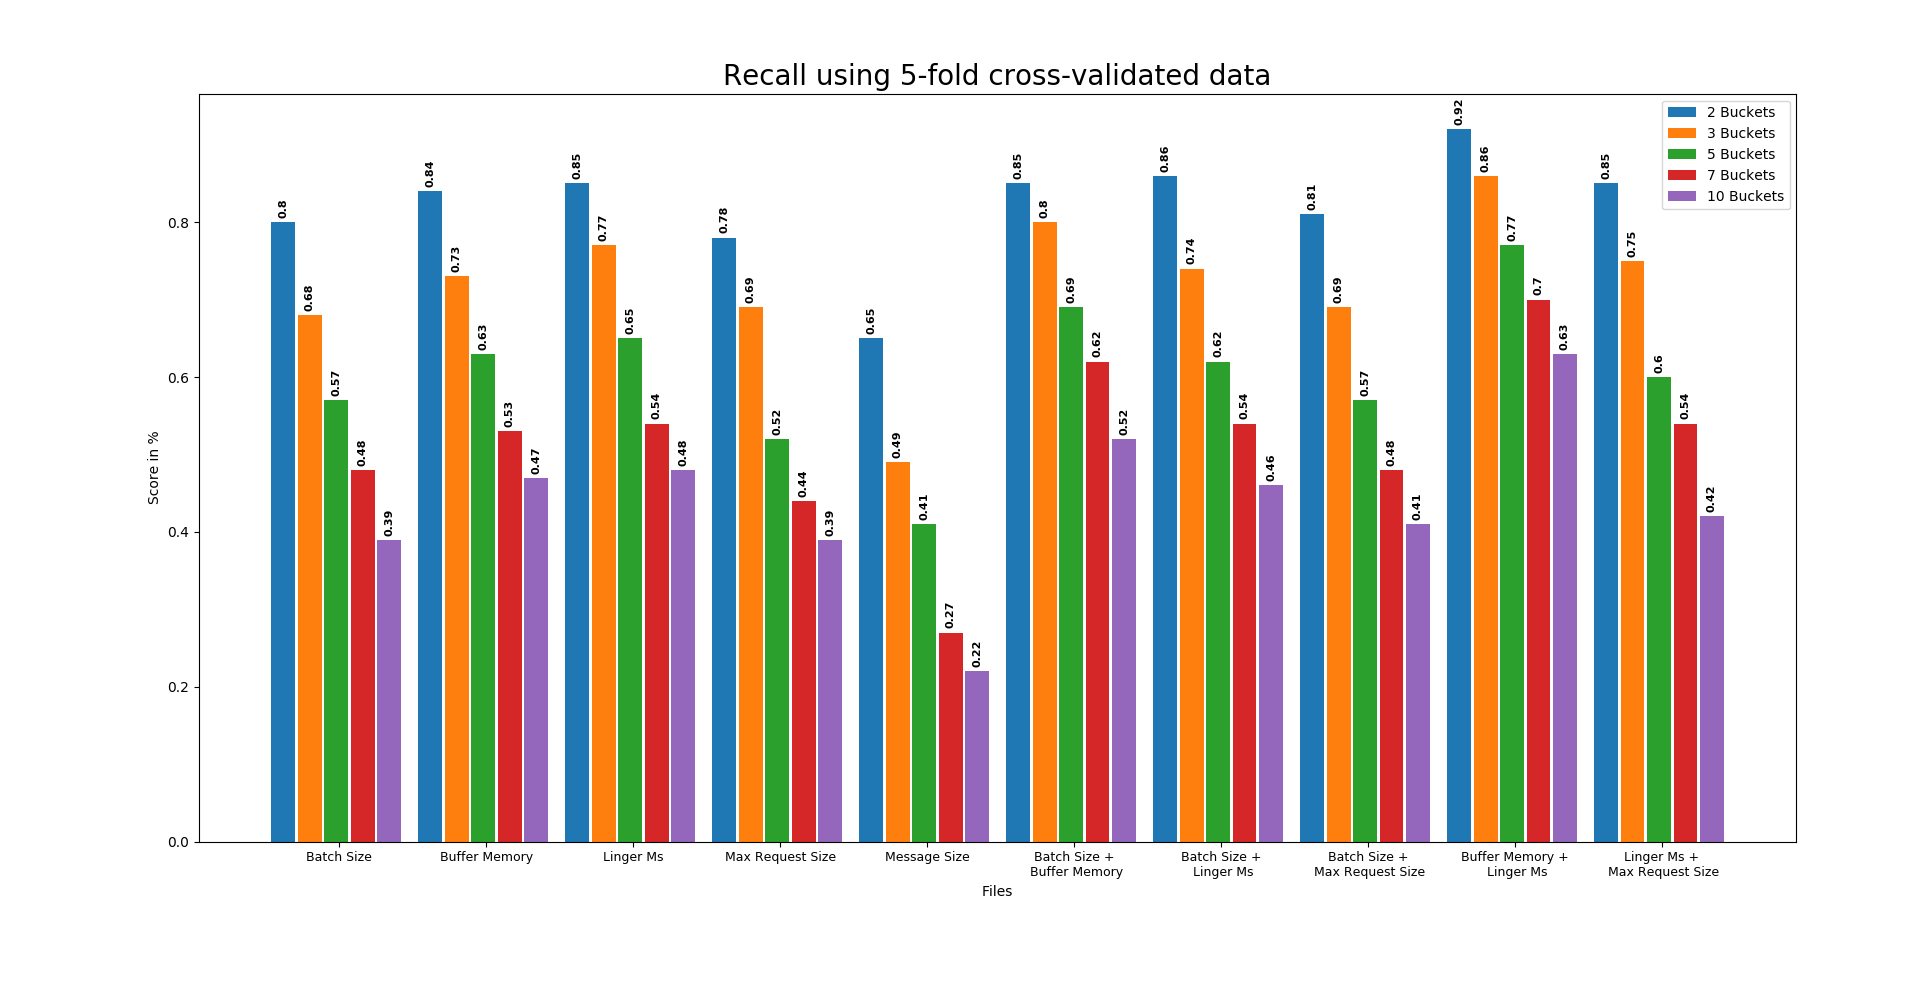 Recall using 5-fold cross-validated data
2 Buckets
3 Buckets
5 Buckets
7 Buckets
10 Buckets
Score in %
0.8
0.6
0.4
0.2
0.0
0.8
0.68
0.57
0.48
0.39
0.84
0.73
0.63
0.53
0.47
0.85
0.77
0.65
0.54
0.48
0.78
0.69
0.52
0.44
0.39
0.65
0.49
0.41
0.27
0.22
0.85
0.8
0.69
0.62
0.52
0.86
0.74
0.62
0.54
0.46
0.81
0.69
0.57
0.48
0.41
0.92
0.86
0.77
0.7
0.63
0.85
0.75
0.6
0.54
0.42
Batch Size
Buffer Memory
Linger Ms
Max Request Size
Message Size
Batch Size +
Buffer Memory
Batch Size +
Linger Ms
Batch Size +
Max Request Size
Buffer Memory +
Linger Ms
Linger Ms +
Max Request Size
Files